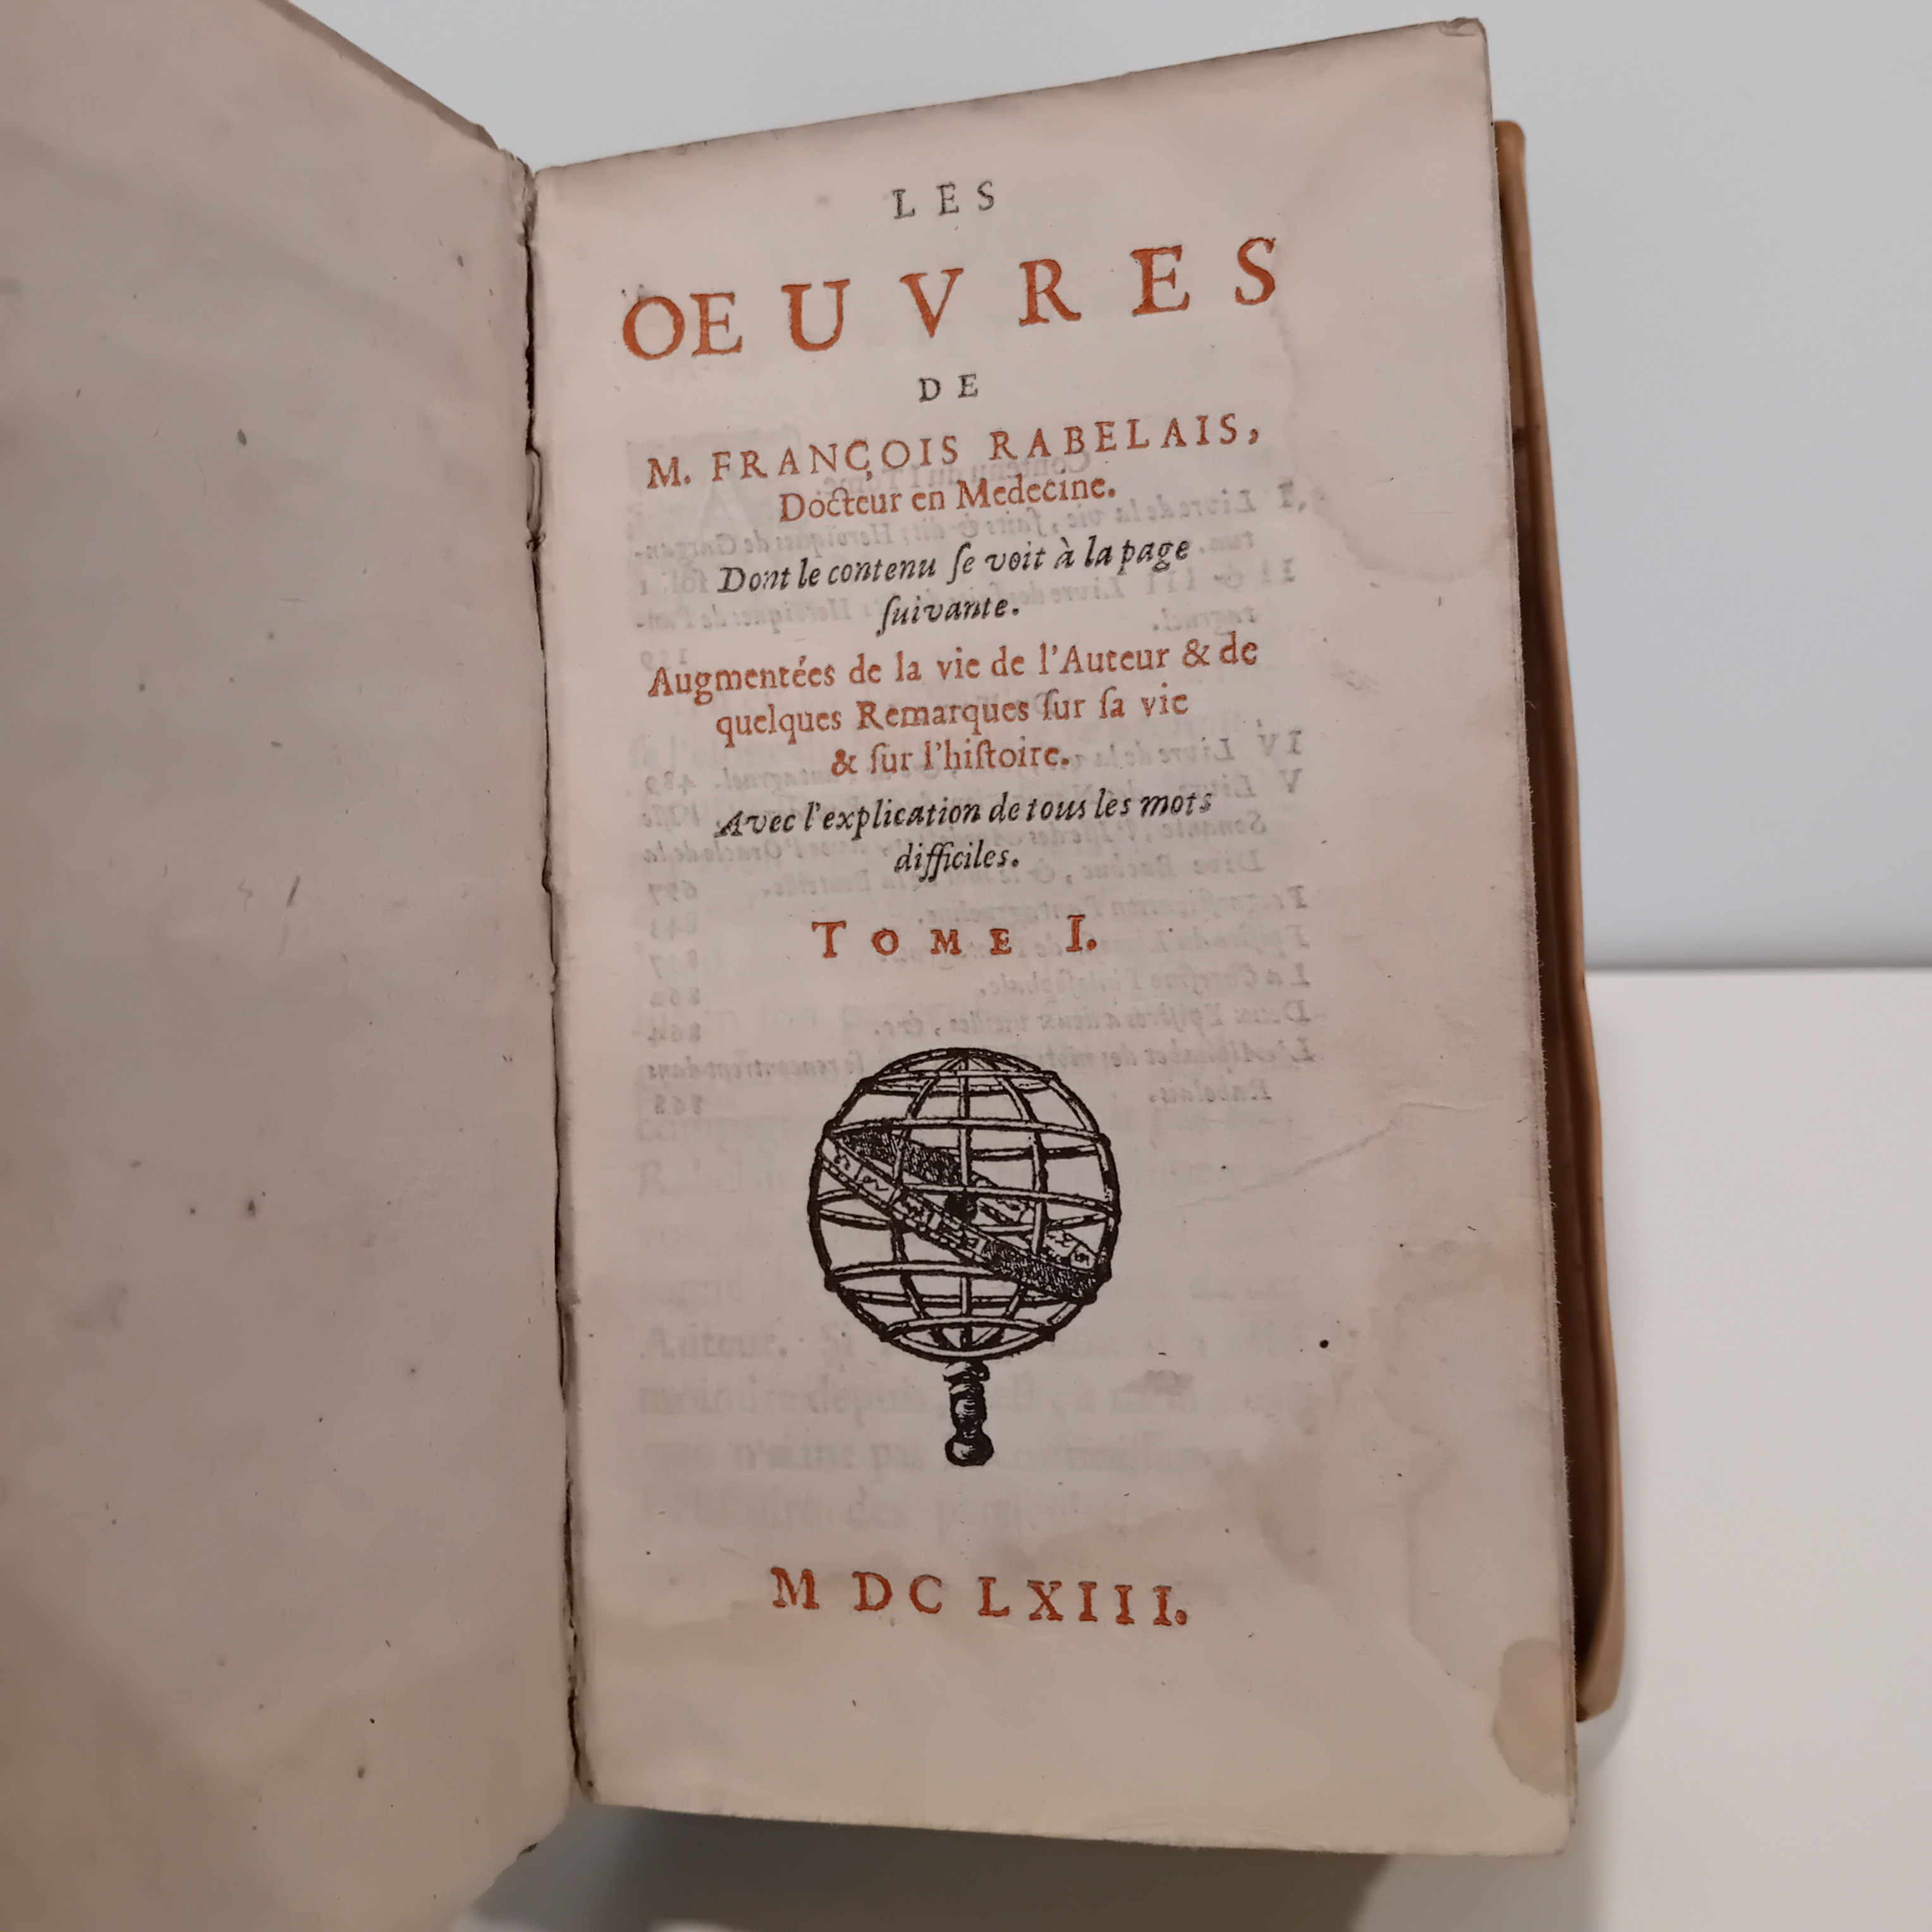 LES
OEUVRES
DE
M. FRANÇOIS RABELAIS,
Docteur en Medecine.
Dont le contenu ſe voit à la page
ſuivante.
Augmentées de la vie de l'Auteur & de
quelques Remarques ſur ſa vie
& ſur l'hiſtoire.
Avec l'explication de tous les mots
difficiles.
TOME I.
MDCLXIII.